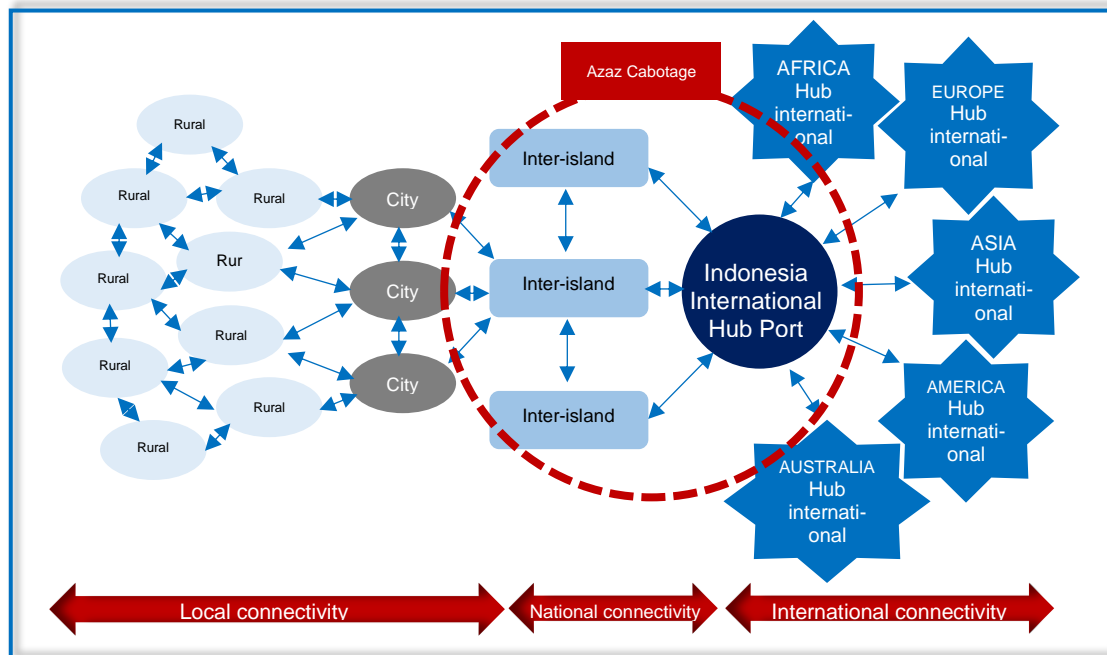 Azaz Cabotage
AFRICA
Hub
internati-
onal
EUROPE
Hub
internati-
onal
Rural
Inter-island
Rural
Rural
City
Rur
Inter-island
Indonesia
International
Hub Port
ASIA
Hub
internati-
onal
Rural
City
Rural
Rural
City
Inter-island
AMERICA
Hub
internati-
onal
Rural
Rural
AUSTRALIA
Hub
internati-
onal
Local connectivity
National connectivity
International connectivity